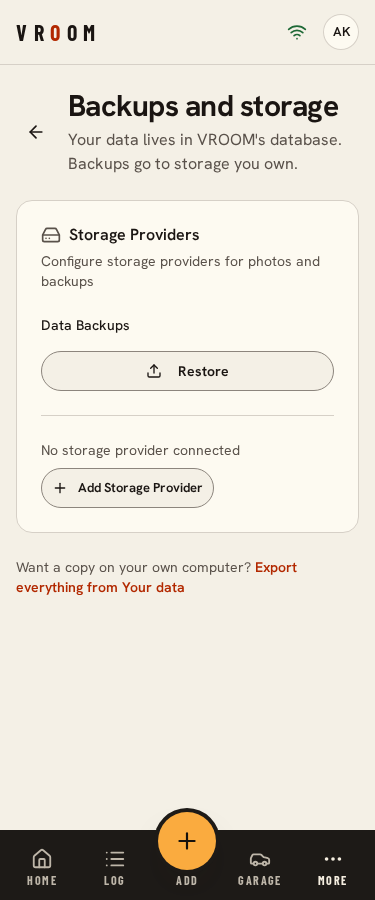 VROOM
AK
Backups and storage
Your data lives in VROOM's database.
Backups go to storage you own.
Storage Providers
Configure storage providers for photos and
backups
Data Backups
Restore
No storage provider connected
Add Storage Provider
Want a copy on your own computer? Export
everything from Your data
HOME
LOG
ADD
GARAGE
MORE